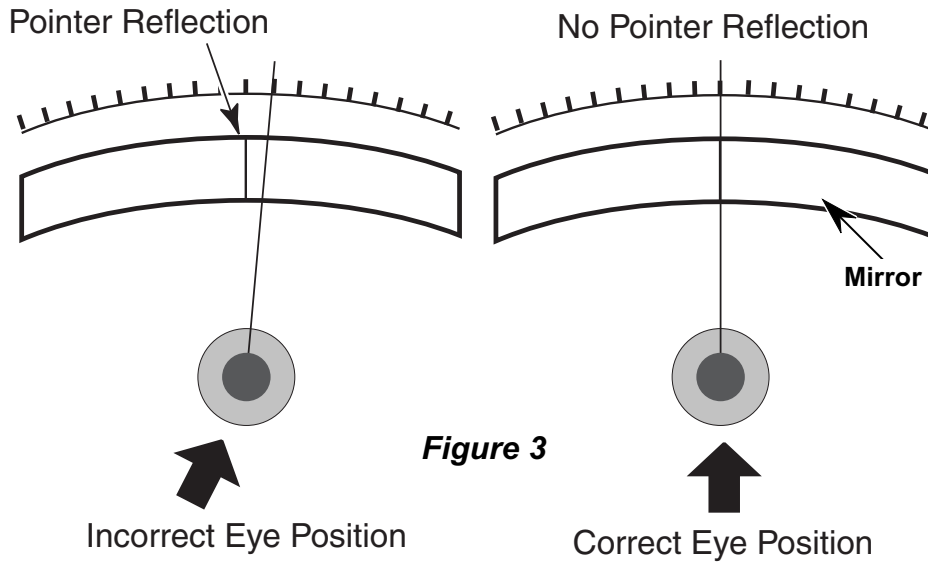 Pointer Reflection
No Pointer Reflection
Mirror
Figure 3
Incorrect Eye Position
Correct Eye Position